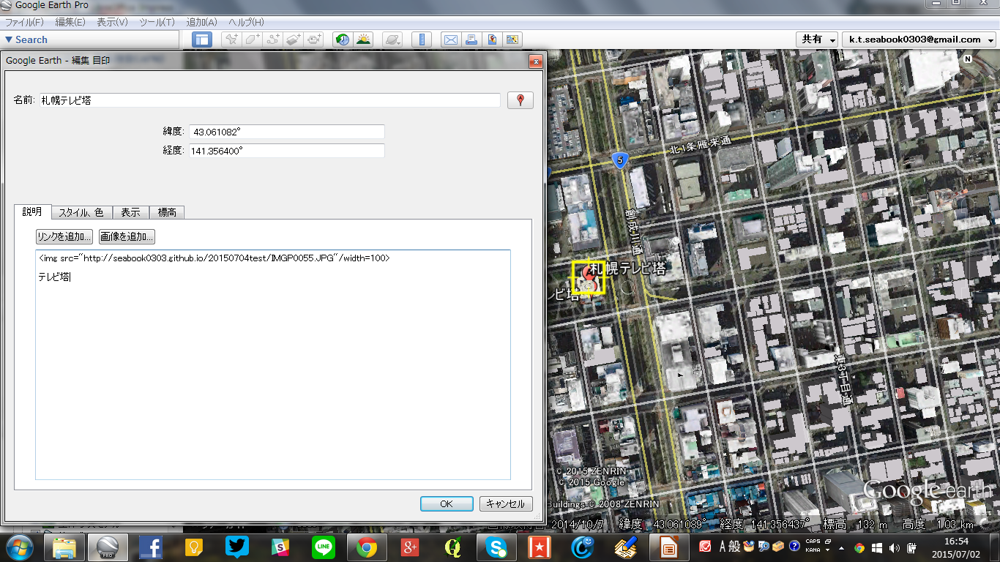 Google Earth Pro
ファイル(F) 編集(E) 表示(V) ツール(T) 追加(A) ヘルプ(H)
▼ Search
共有
k.t.seabook0303@gmail.com
Google Earth - 編集 目印
名前: 札幌テレビ塔
緯度: 43.061082°
経度: 141.356400°
説明 スタイル、色 表示 標高
リンクを追加... 画像を追加...
<img src="http://seabook0303.github.io/20150704test/IMGP0055.JPG"/width=100>
テレビ塔
OK キャンセル
N
北1条雁来通
5
創成川通
札幌テレビ塔
レビ塔
東3丁目通
© 2015 ZENRIN
© 2015 Google
Buildings © 2008 ZENRIN
Google earth
2014/10/7 緯度 43.061089° 経度 141.356437° 標高 132 m 高度 1.03 km
PRO
LINE
A 般
CAPS
KANA
16:54
2015/07/02